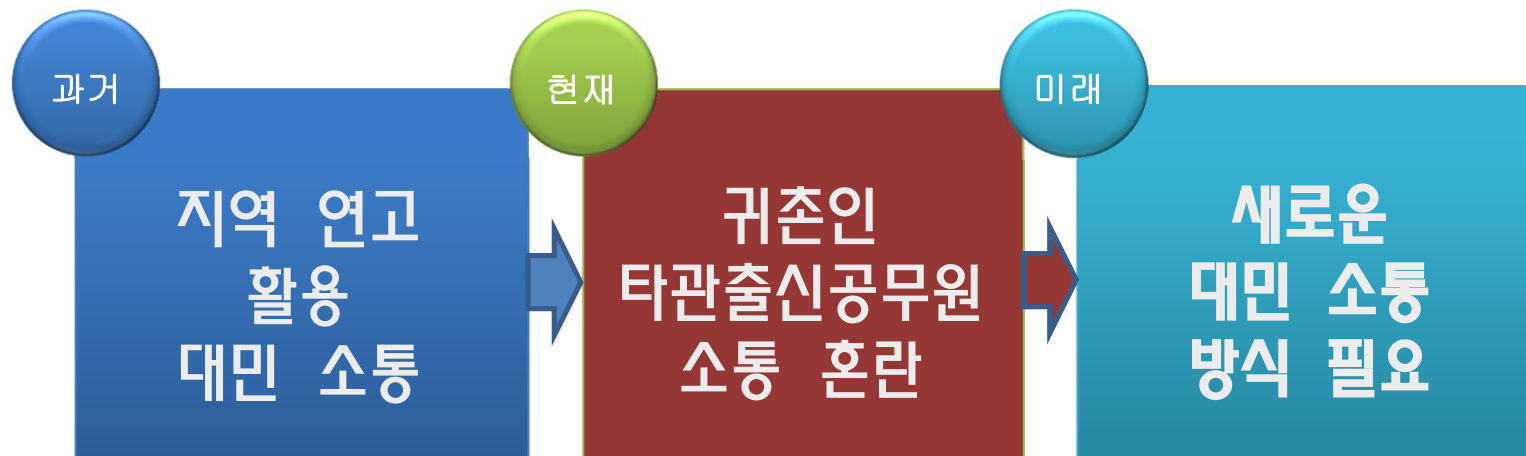 과거
지역 연고
활용
대민 소통
현재
귀촌인
타관출신공무원
소통 혼란
미래
새로운
대민 소통
방식 필요